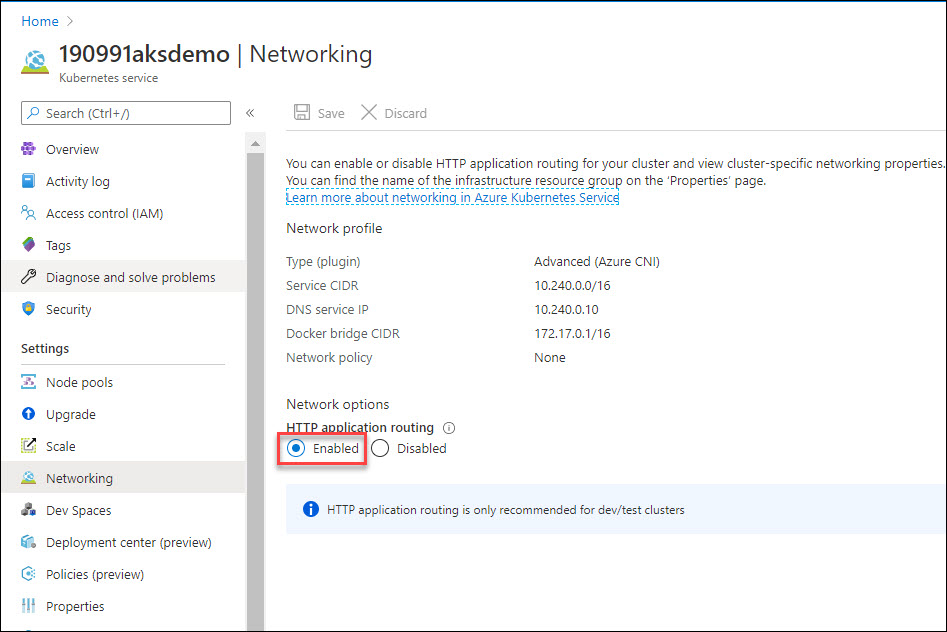 Home >
190991aksdemo | Networking
Kubernetes service
Search (Ctrl+/)
«
Save
Discard
Overview
Activity log
Access control (IAM)
Tags
Diagnose and solve problems
Security
Settings
Node pools
Upgrade
Scale
Networking
Dev Spaces
Deployment center (preview)
Policies (preview)
Properties
You can enable or disable HTTP application routing for your cluster and view cluster-specific networking properties.
You can find the name of the infrastructure resource group on the ‘Properties’ page.
Learn more about networking in Azure Kubernetes Service
Network profile
Type (plugin) Advanced (Azure CNI)
Service CIDR 10.240.0.0/16
DNS service IP 10.240.0.10
Docker bridge CIDR 172.17.0.1/16
Network policy None
Network options
HTTP application routing
Enabled Disabled
HTTP application routing is only recommended for dev/test clusters